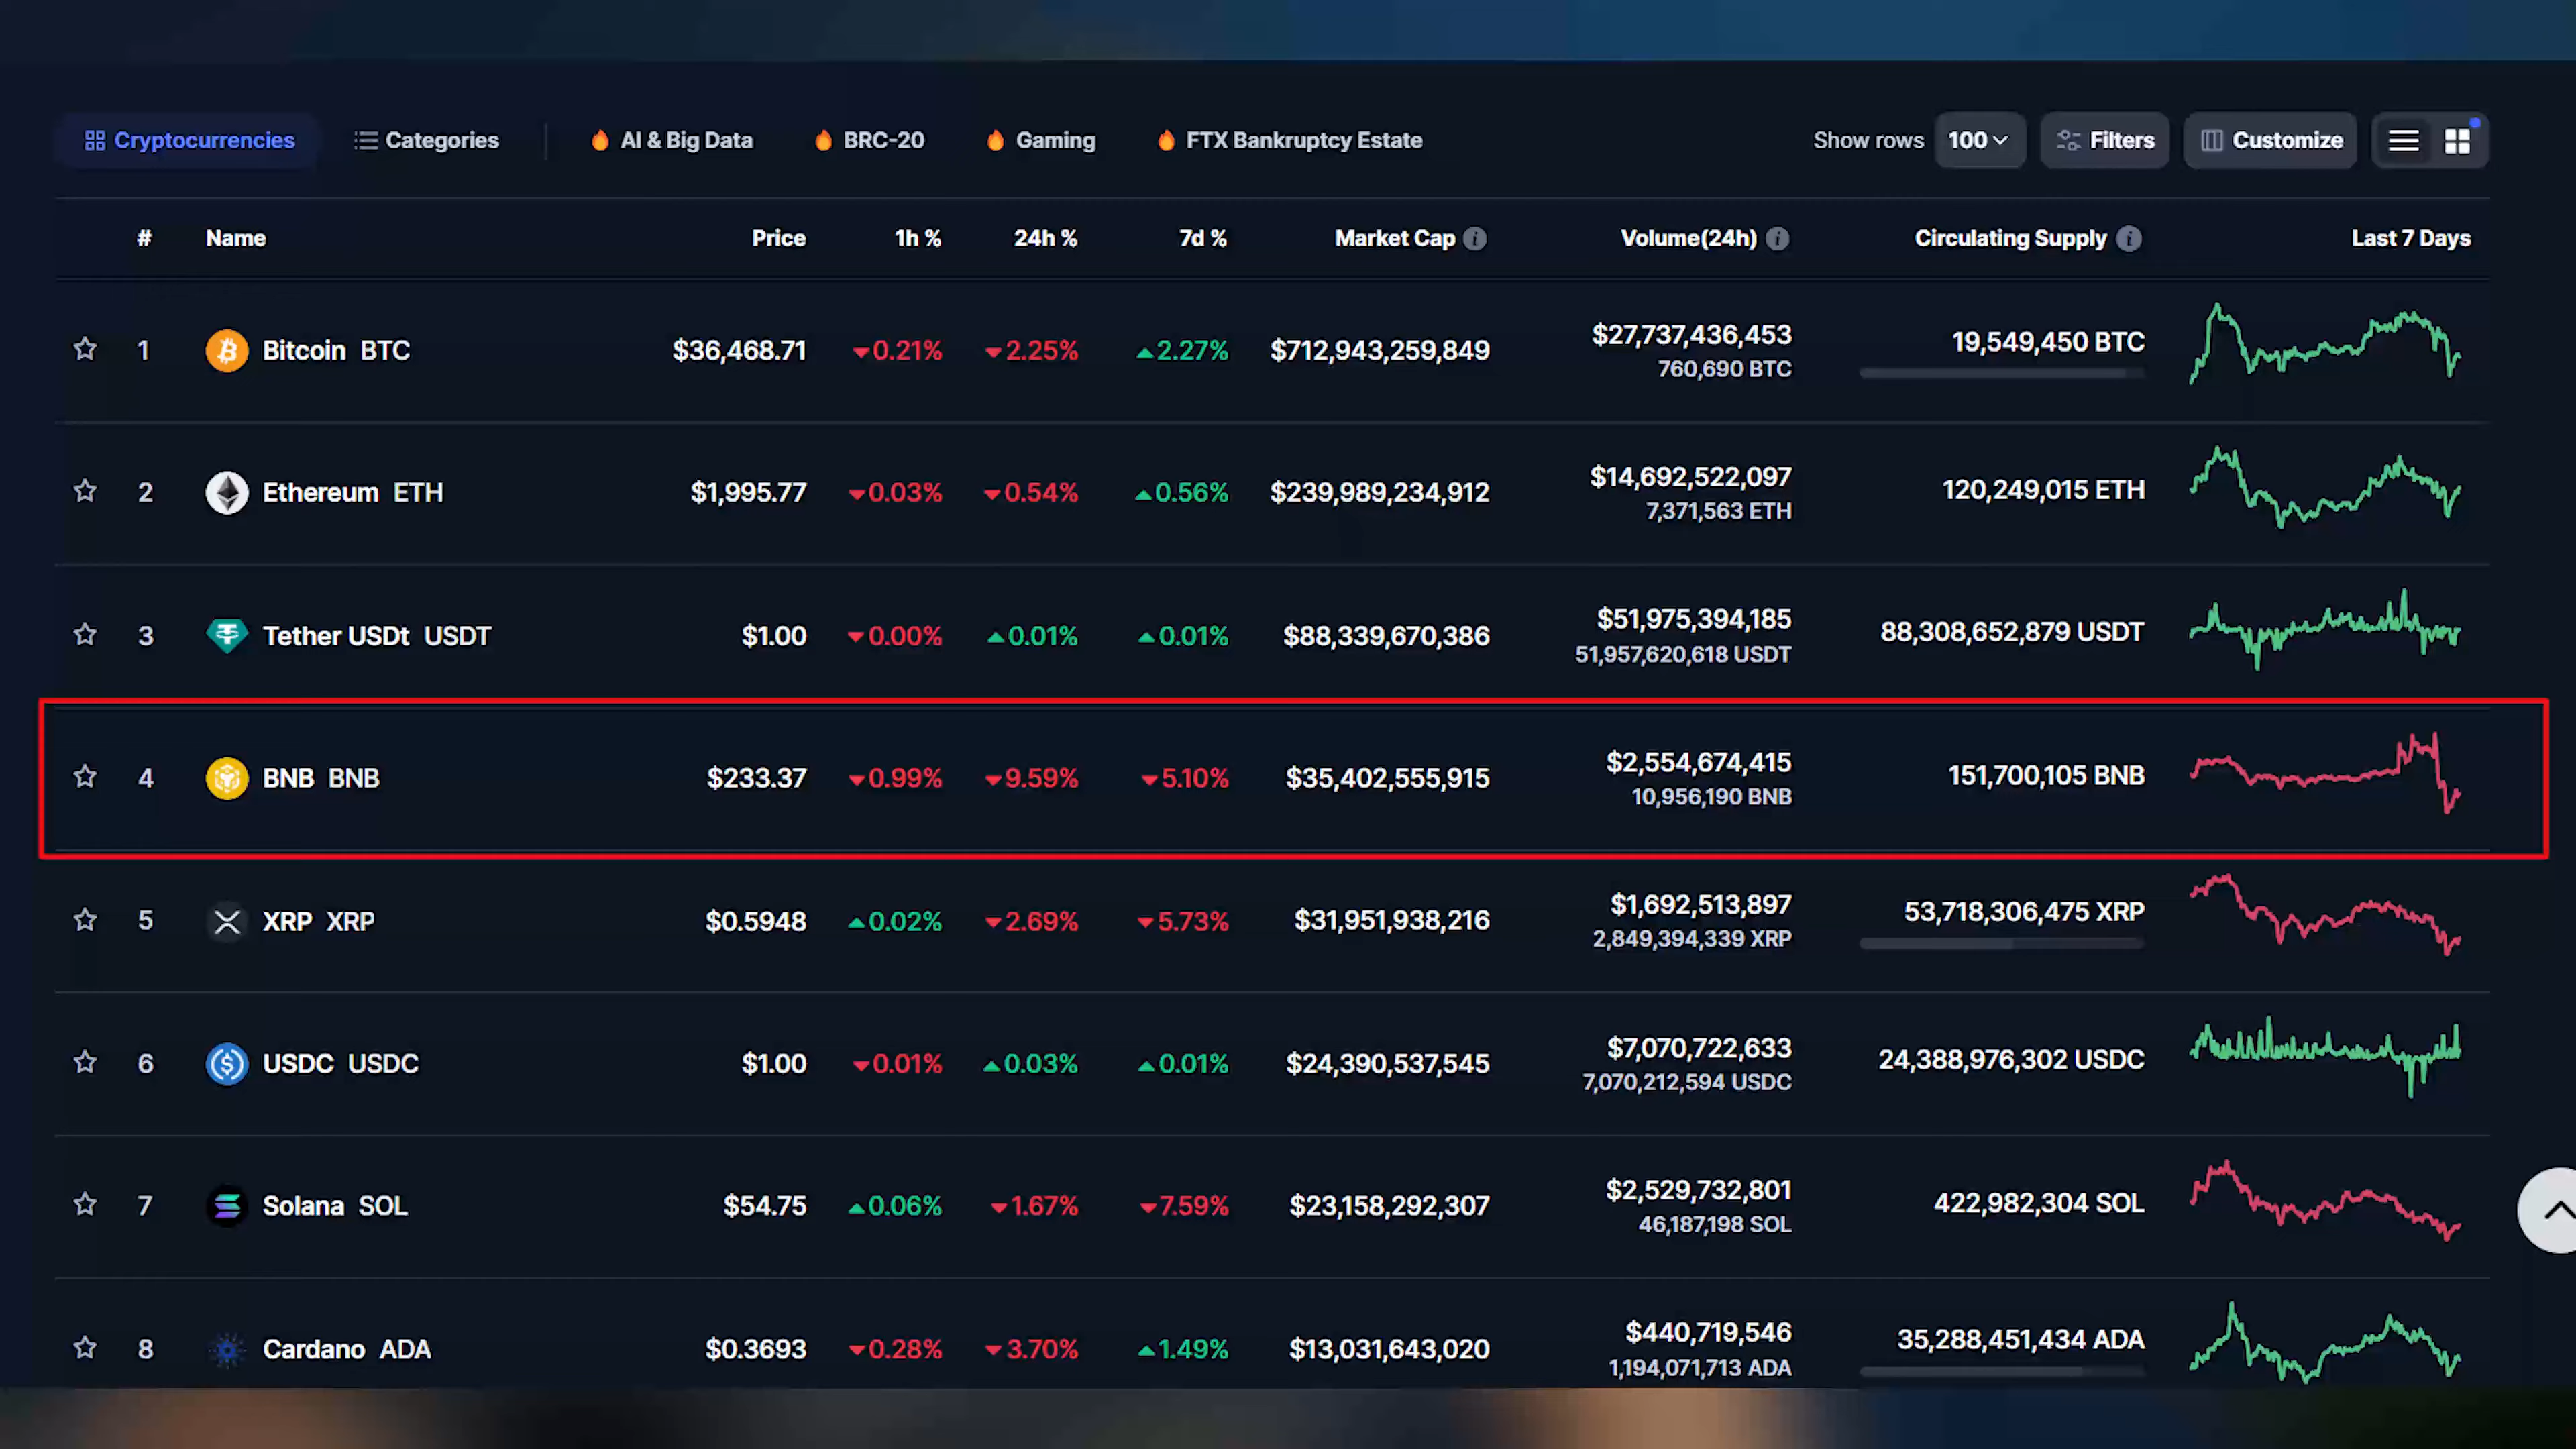 Cryptocurrencies Categories AI & Big Data BRC-20 Gaming FTX Bankruptcy Estate Show rows 100 Filters Customize
# Name Price 1h % 24h % 7d % Market Cap Volume(24h) Circulating Supply Last 7 Days
1 Bitcoin BTC $36,468.71 0.21% 2.25% 2.27% $712,943,259,849 $27,737,436,453 19,549,450 BTC
760,690 BTC
2 Ethereum ETH $1,995.77 0.03% 0.54% 0.56% $239,989,234,912 $14,692,522,097 120,249,015 ETH
7,371,563 ETH
3 Tether USDt USDT $1.00 0.00% 0.01% 0.01% $88,339,670,386 $51,975,394,185 88,308,652,879 USDT
51,957,620,618 USDT
4 BNB BNB $233.37 0.99% 9.59% 5.10% $35,402,555,915 $2,554,674,415 151,700,105 BNB
10,956,190 BNB
5 XRP XRP $0.5948 0.02% 2.69% 5.73% $31,951,938,216 $1,692,513,897 53,718,306,475 XRP
2,849,394,339 XRP
6 USDC USDC $1.00 0.01% 0.03% 0.01% $24,390,537,545 $7,070,722,633 24,388,976,302 USDC
7,070,212,594 USDC
7 Solana SOL $54.75 0.06% 1.67% 7.59% $23,158,292,307 $2,529,732,801 422,982,304 SOL
46,187,198 SOL
8 Cardano ADA $0.3693 0.28% 3.70% 1.49% $13,031,643,020 $440,719,546 35,288,451,434 ADA
1,194,071,713 ADA